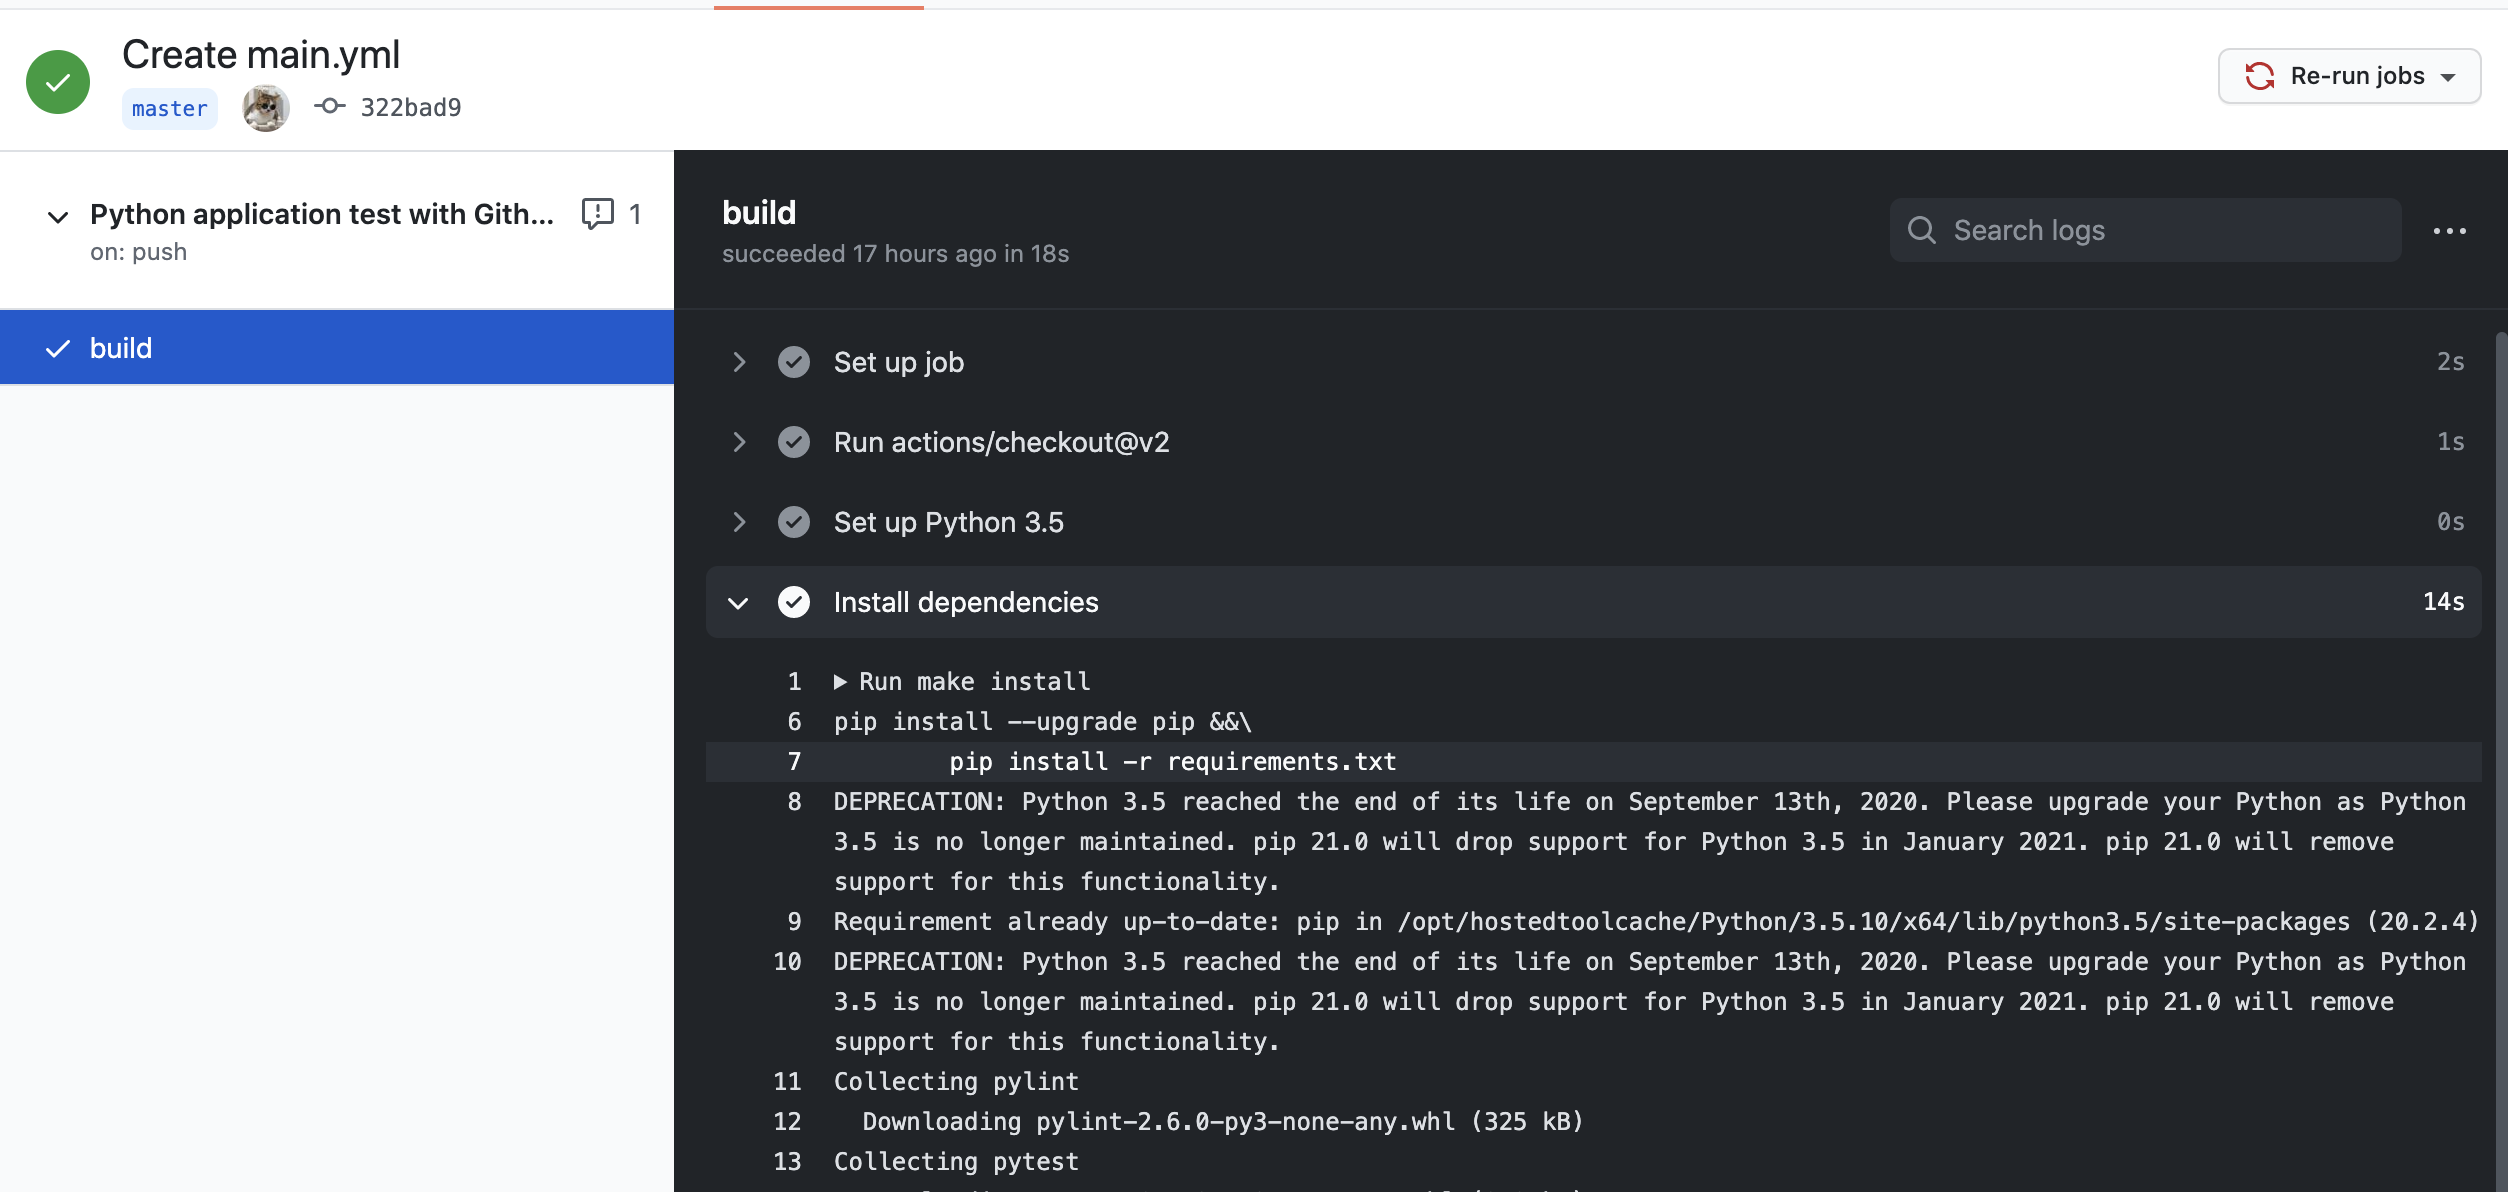 Create main.yml
master 322bad9
Re-run jobs
Python application test with Gith... 1
on: push
build
build
succeeded 17 hours ago in 18s
Search logs
Set up job 2s
Run actions/checkout@v2 1s
Set up Python 3.5 0s
Install dependencies 14s
1 Run make install
6 pip install --upgrade pip &&\
7 pip install -r requirements.txt
8 DEPRECATION: Python 3.5 reached the end of its life on September 13th, 2020. Please upgrade your Python as Python
3.5 is no longer maintained. pip 21.0 will drop support for Python 3.5 in January 2021. pip 21.0 will remove
support for this functionality.
9 Requirement already up-to-date: pip in /opt/hostedtoolcache/Python/3.5.10/x64/lib/python3.5/site-packages (20.2.4)
10 DEPRECATION: Python 3.5 reached the end of its life on September 13th, 2020. Please upgrade your Python as Python
3.5 is no longer maintained. pip 21.0 will drop support for Python 3.5 in January 2021. pip 21.0 will remove
support for this functionality.
11 Collecting pylint
12 Downloading pylint-2.6.0-py3-none-any.whl (325 kB)
13 Collecting pytest